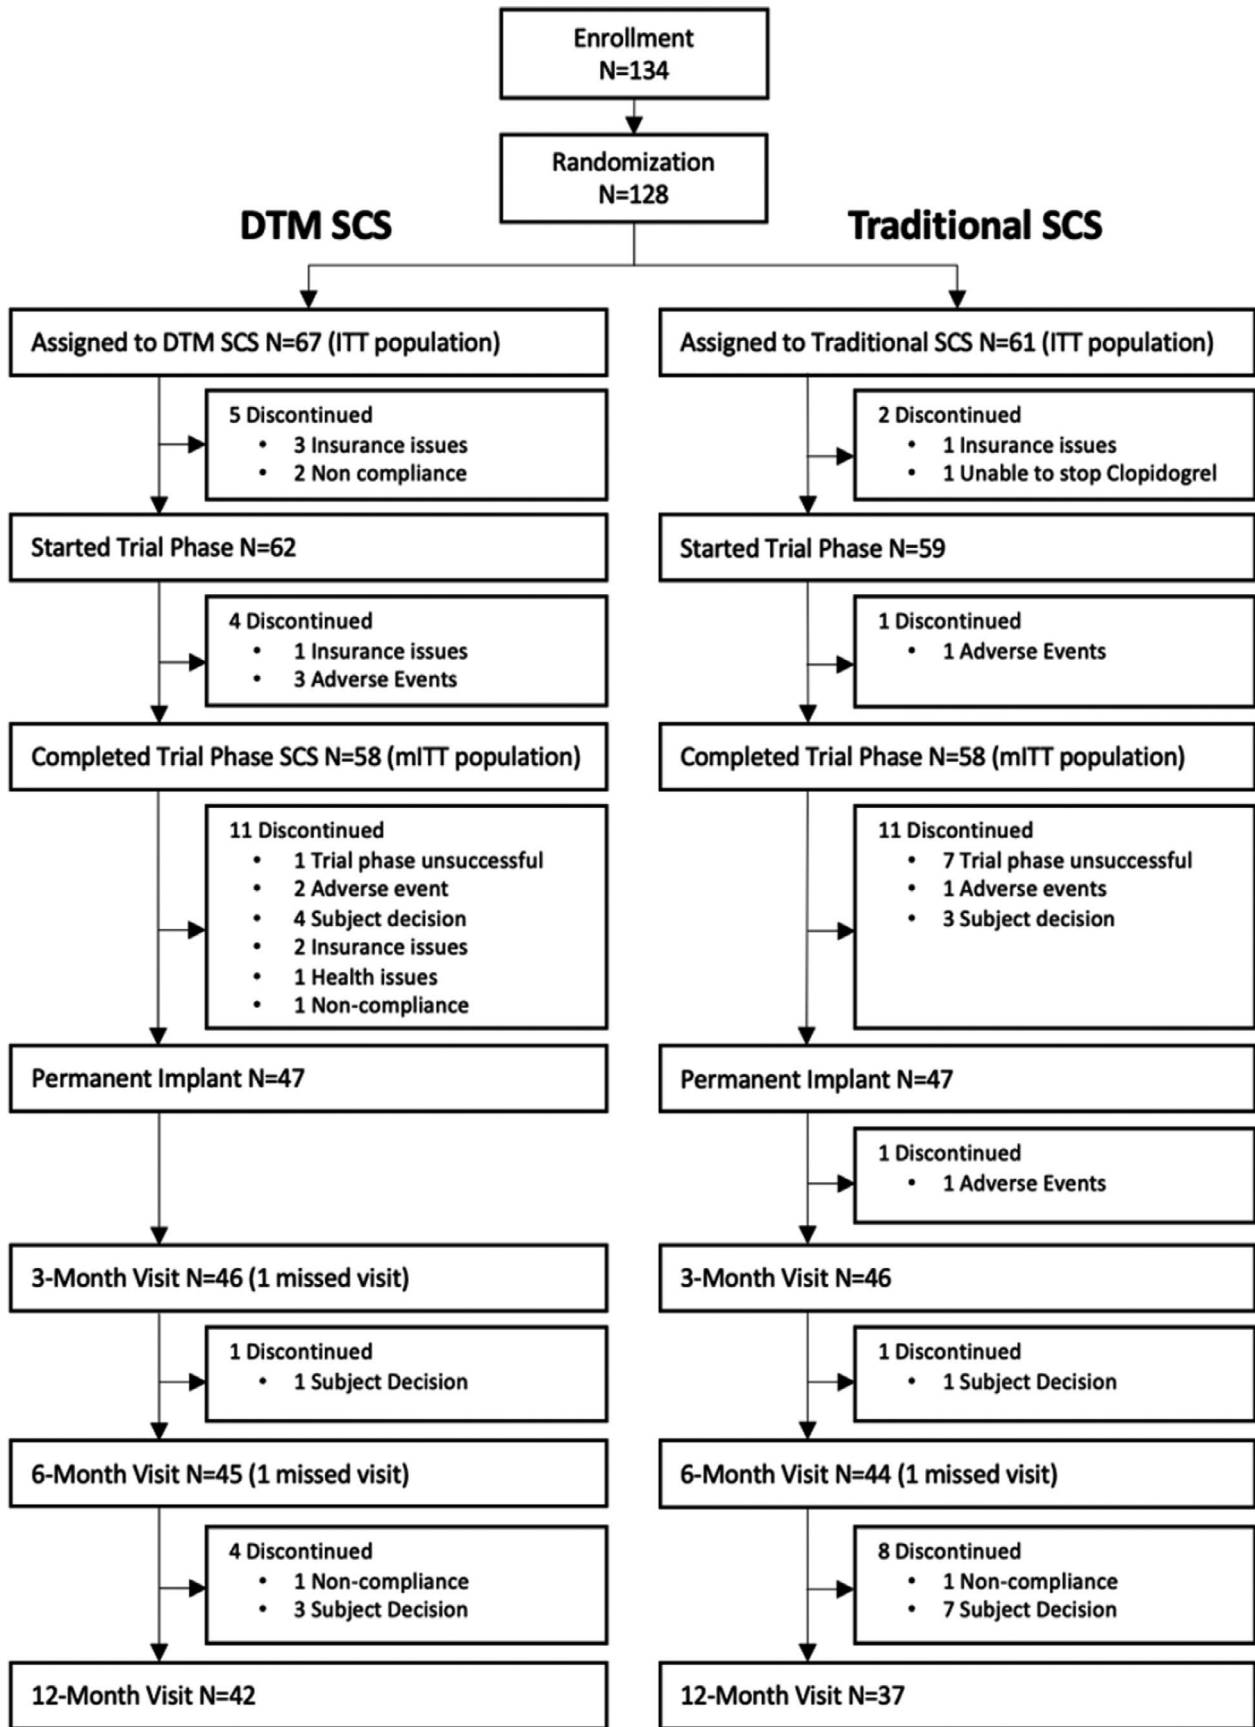 Enrollment
N=134
Randomization
N=128
DTM SCS
Traditional SCS
Assigned to DTM SCS N=67 (ITT population)
5 Discontinued
• 3 Insurance issues
• 2 Non compliance
Started Trial Phase N=62
4 Discontinued
• 1 Insurance issues
• 3 Adverse Events
Completed Trial Phase SCS N=58 (mITT population)
11 Discontinued
• 1 Trial phase unsuccessful
• 2 Adverse event
• 4 Subject decision
• 2 Insurance issues
• 1 Health issues
• 1 Non-compliance
Permanent Implant N=47
3-Month Visit N=46 (1 missed visit)
1 Discontinued
• 1 Subject Decision
6-Month Visit N=45 (1 missed visit)
4 Discontinued
• 1 Non-compliance
• 3 Subject Decision
12-Month Visit N=42
Assigned to Traditional SCS N=61 (ITT population)
2 Discontinued
• 1 Insurance issues
• 1 Unable to stop Clopidogrel
Started Trial Phase N=59
1 Discontinued
• 1 Adverse Events
Completed Trial Phase N=58 (mITT population)
11 Discontinued
• 7 Trial phase unsuccessful
• 1 Adverse events
• 3 Subject decision
Permanent Implant N=47
1 Discontinued
• 1 Adverse Events
3-Month Visit N=46
1 Discontinued
• 1 Subject Decision
6-Month Visit N=44 (1 missed visit)
8 Discontinued
• 1 Non-compliance
• 7 Subject Decision
12-Month Visit N=37